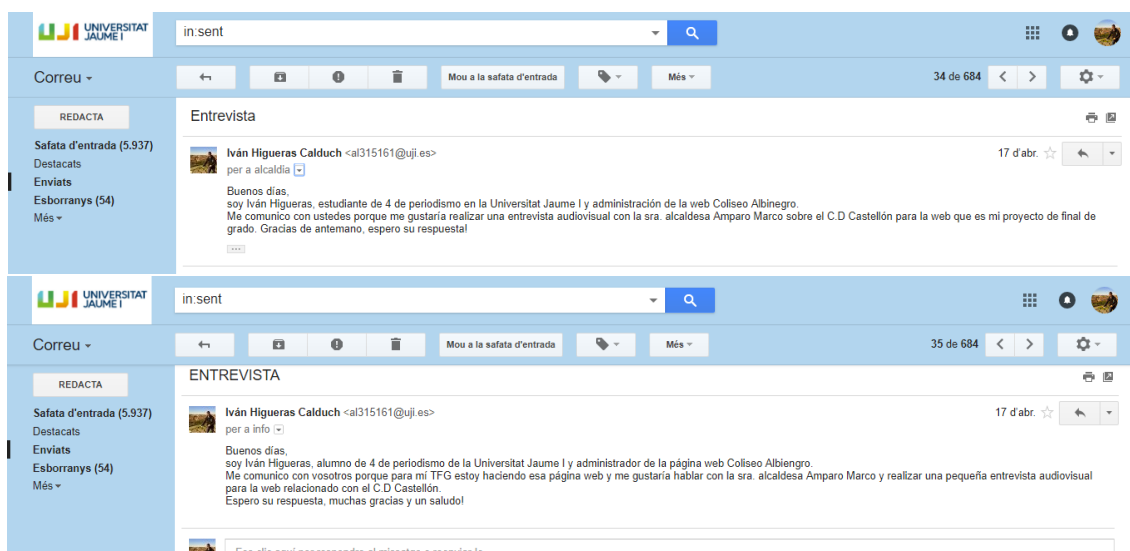 UJI UNIVERSITAT
JAUME I
in:sent
Correu
Mou a la safata d'entrada
Més
34 de 684
REDACTA
Entrevista
Safata d'entrada (5.937)
Destacats
Enviats
Esborranys (54)
Més
Iván Higueras Calduch <al315161@uji.es>
17 d'abr.
per a alcaldia
Buenos días,
soy Iván Higueras, estudiante de 4 de periodismo en la Universitat Jaume I y administración de la web Coliseo Albinegro.
Me comunico con ustedes porque me gustaría realizar una entrevista audiovisual con la sra. alcaldesa Amparo Marco sobre el C.D Castellón para la web que es mi proyecto de final de
grado. Gracias de antemano, espero su respuesta!
UJI UNIVERSITAT
JAUME I
in:sent
Correu
Mou a la safata d'entrada
Més
35 de 684
REDACTA
ENTREVISTA
Safata d'entrada (5.937)
Destacats
Enviats
Esborranys (54)
Més
Iván Higueras Calduch <al315161@uji.es>
17 d'abr.
per a info
Buenos días,
soy Iván Higueras, alumno de 4 de periodismo de la Universitat Jaume I y administrador de la página web Coliseo Albiengro.
Me comunico con vosotros porque para mí TFG estoy haciendo esa página web y me gustaría hablar con la sra. alcaldesa Amparo Marco y realizar una pequeña entrevista audiovisual
para la web relacionado con el C.D Castellón.
Espero su respuesta, muchas gracias y un saludo!